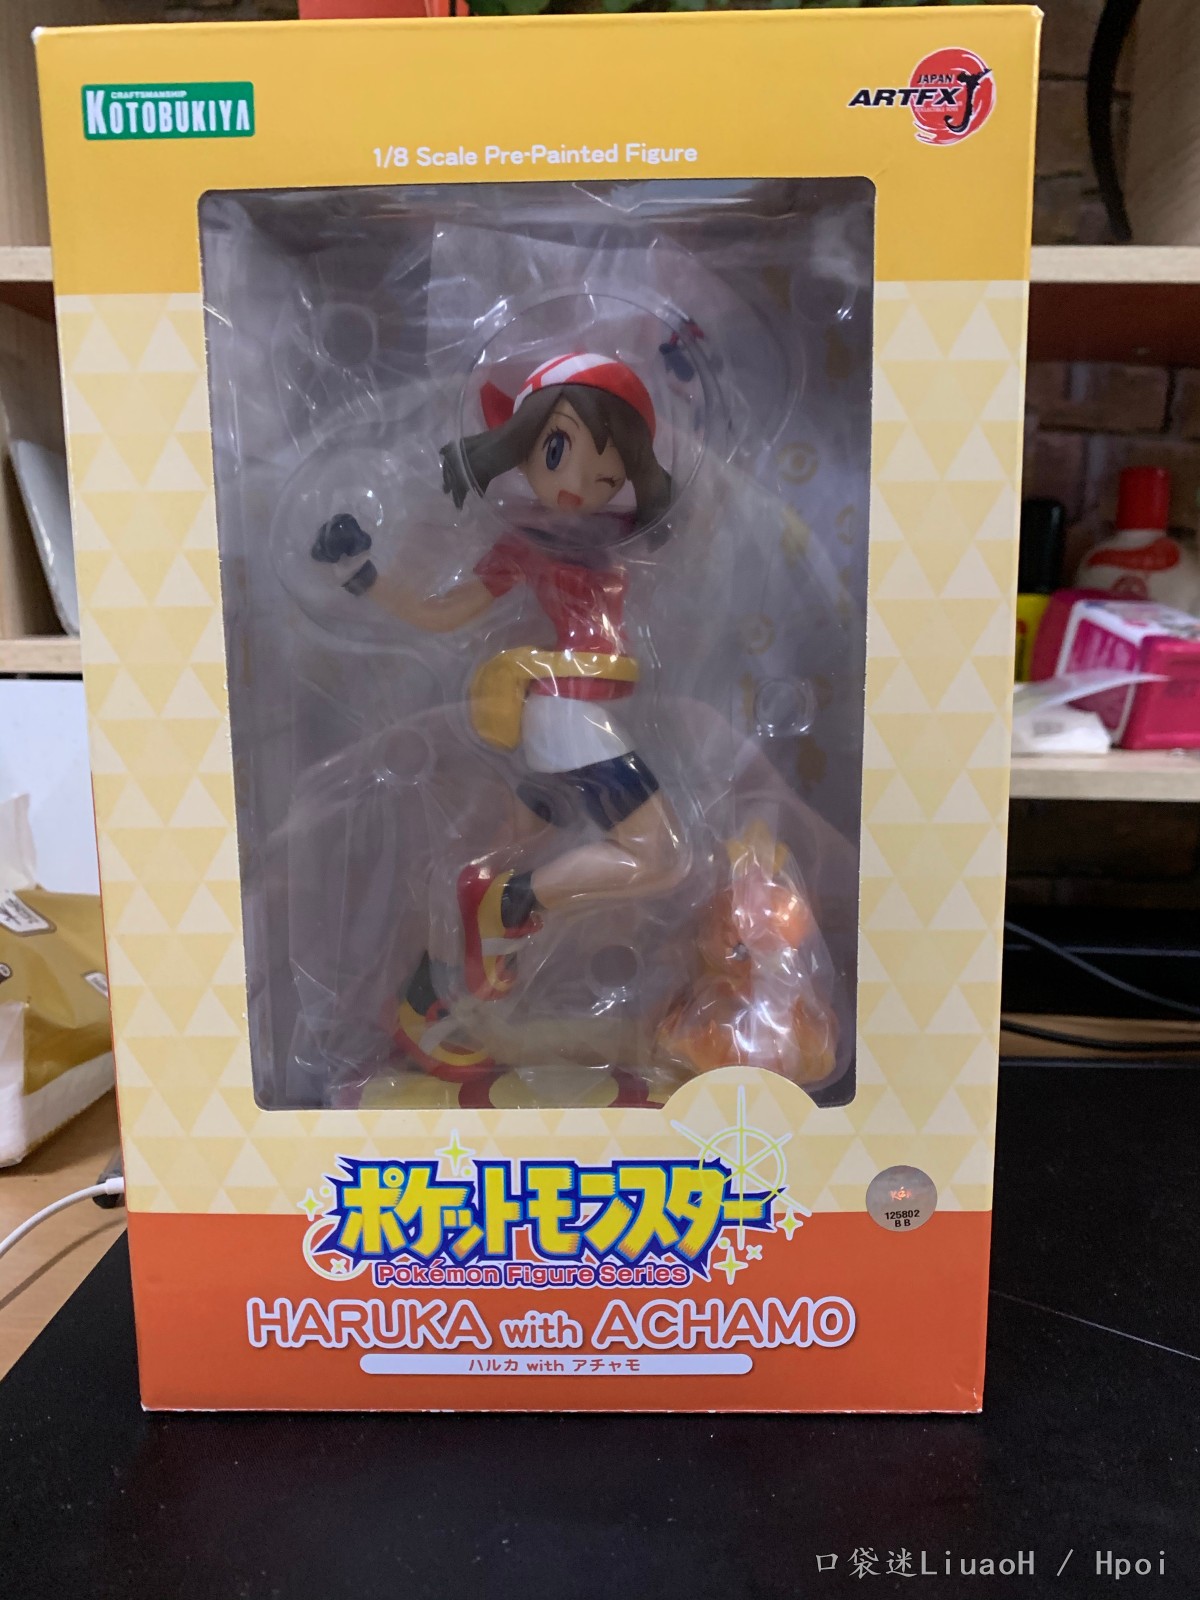 CRAFTSMANSHIP
KOTOBUKIYA
JAPAN
ARTFX J
1/8 Scale Pre-Painted Figure
ポケットモンスター
Pokémon Figure Series
HARUKA with ACHAMO
ハルカ with アチャモ
125802
B B
口袋迷LiuaoH / Hpoi